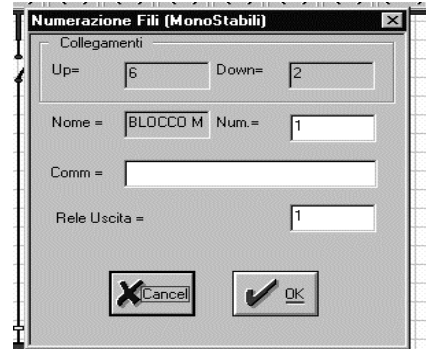 Numerazione Fili (MonoStabili)
Collegamenti
Up= 6 Down= 2
Nome = BLOCCO M Num.= 1
Comm =
Rele Uscita = 1
Cancel OK